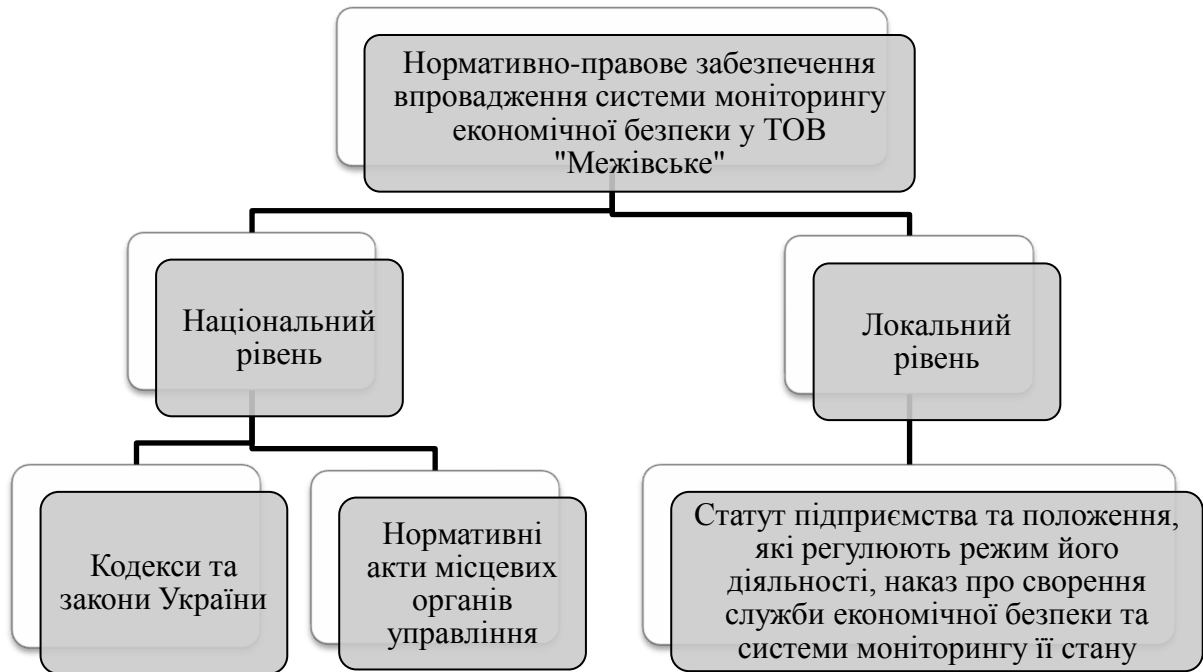 Нормативно-правове забезпечення
впровадження системи моніторингу
економічної безпеки у ТОВ
"Межівське"
Національний
рівень
Локальний
рівень
Кодекси та
закони України
Нормативні
акти місцевих
органів
управління
Статут підприємства та положення,
які регулюють режим його
діяльності, наказ про сворення
служби економічної безпеки та
системи моніторингу її стану